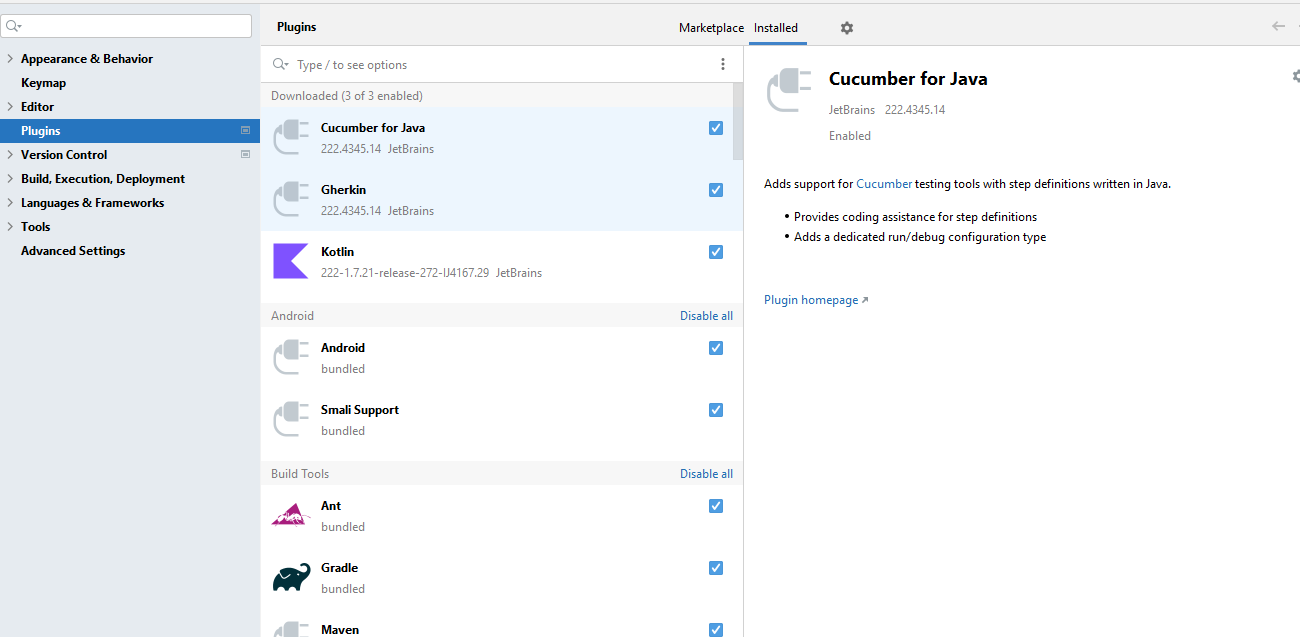 Plugins
Marketplace
Installed
Appearance & Behavior
Keymap
Editor
Plugins
Version Control
Build, Execution, Deployment
Languages & Frameworks
Tools
Advanced Settings
Type / to see options
Downloaded (3 of 3 enabled)
Cucumber for Java
222.4345.14 JetBrains
Gherkin
222.4345.14 JetBrains
Kotlin
222-1.7.21-release-272-IJ4167.29 JetBrains
Android
Disable all
Android
bundled
Smali Support
bundled
Build Tools
Disable all
Ant
bundled
Gradle
bundled
Maven
Cucumber for Java
JetBrains 222.4345.14
Enabled
Adds support for Cucumber testing tools with step definitions written in Java.
• Provides coding assistance for step definitions
• Adds a dedicated run/debug configuration type
Plugin homepage